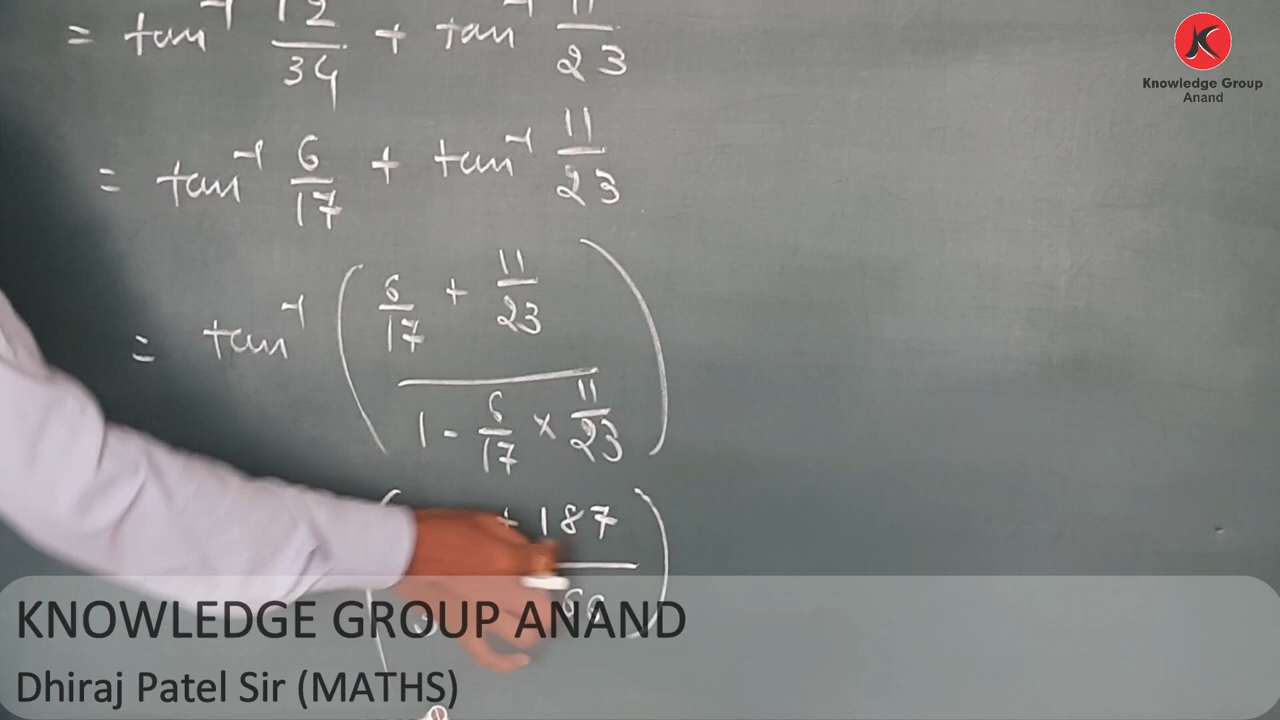 = tan⁻¹ 12/34 + tan⁻¹ 11/23
= tan⁻¹ 6/17 + tan⁻¹ 11/23
= tan⁻¹ ( (6/17 + 11/23) / (1 - 6/17 × 11/23) )
( + 187
66 )
Knowledge Group
Anand
KNOWLEDGE GROUP ANAND
Dhiraj Patel Sir (MATHS)